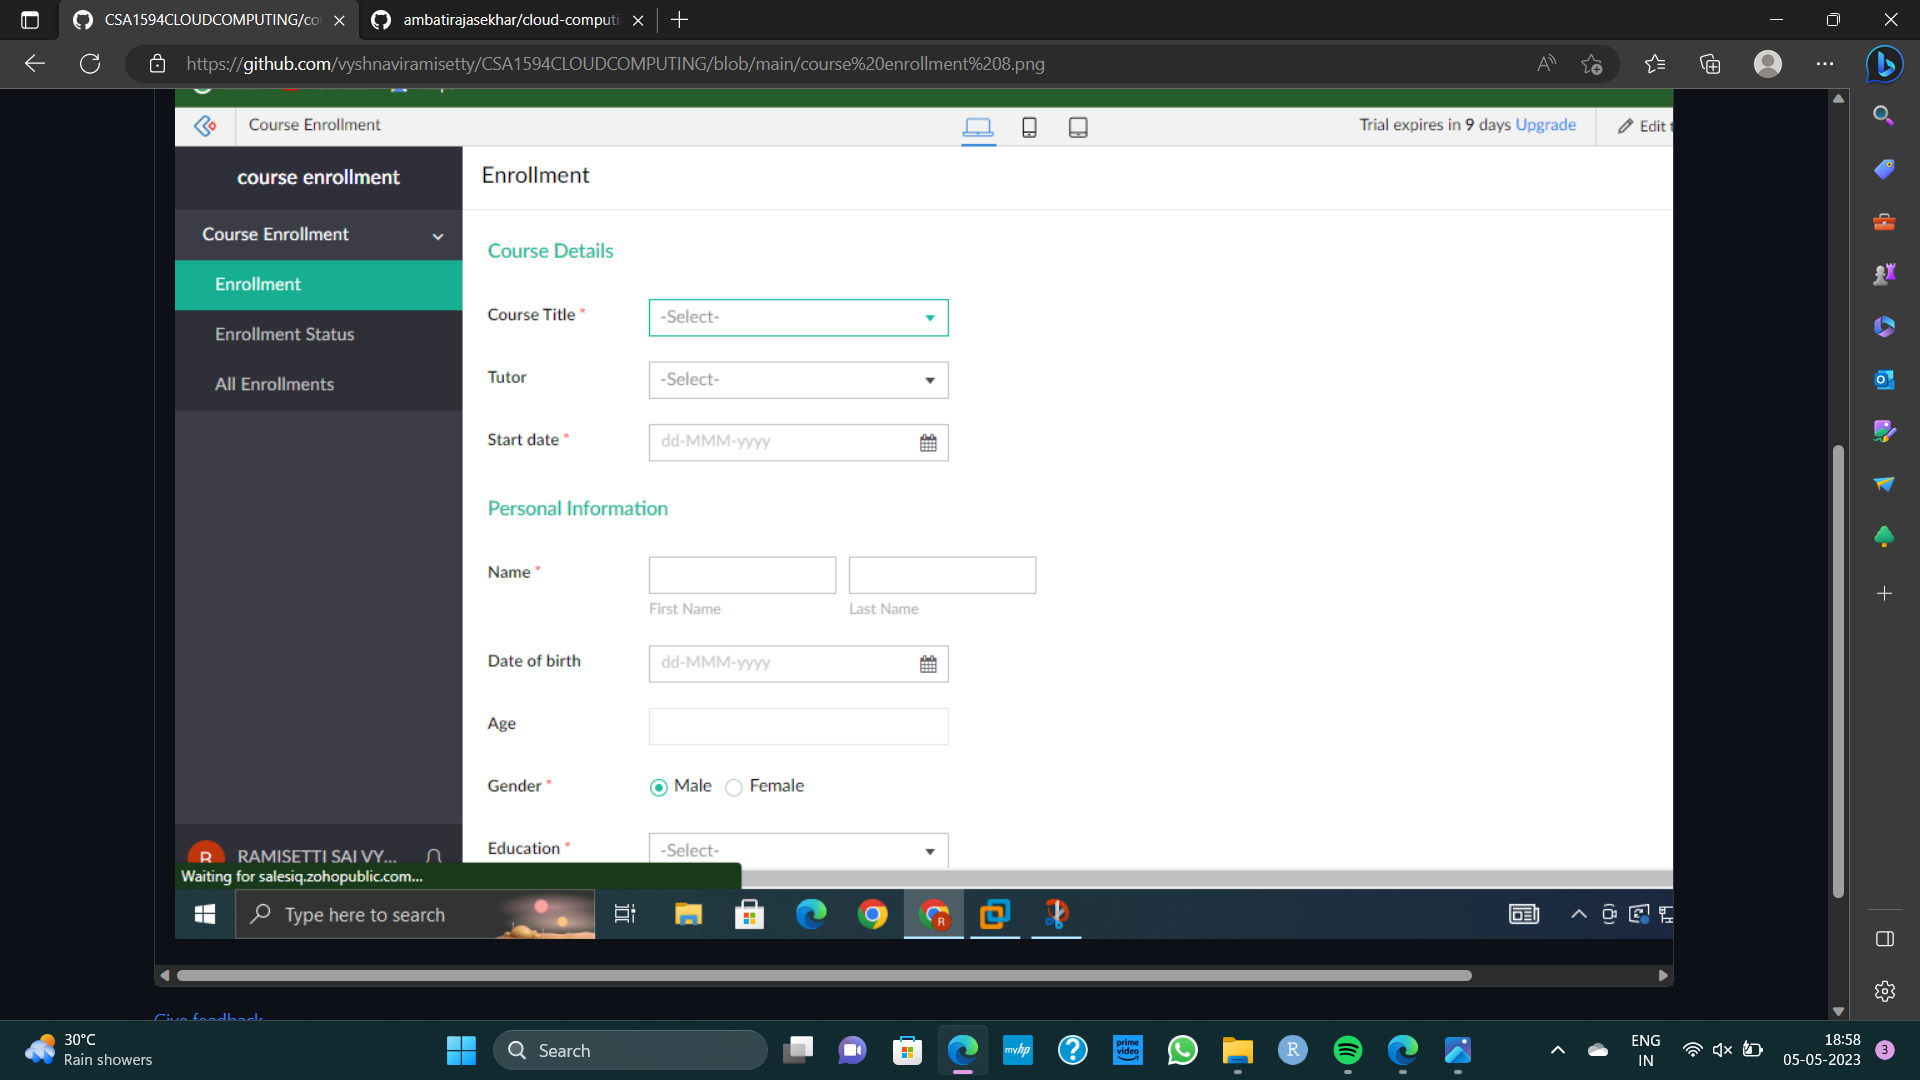 CSA1594CLOUDCOMPUTING/co
ambatirajasekhar/cloud-computi
https://github.com/vyshnaviramisetty/CSA1594CLOUDCOMPUTING/blob/main/course%20enrollment%208.png
Course Enrollment
Trial expires in 9 days Upgrade
Edit t
course enrollment
Enrollment
Course Enrollment
Course Details
Enrollment
Course Title * -Select-
Enrollment Status
Tutor -Select-
All Enrollments
Start date * dd-MMM-yyyy
Personal Information
Name *
First Name Last Name
Date of birth dd-MMM-yyyy
Age
Gender * Male Female
Education * -Select-
R RAMISETTI SAI VY...
Waiting for salesiq.zohopublic.com...
Type here to search
R
Give feedback
30°C
Rain showers
Search
myhp
prime video
R
ENG
IN
18:58
05-05-2023
3